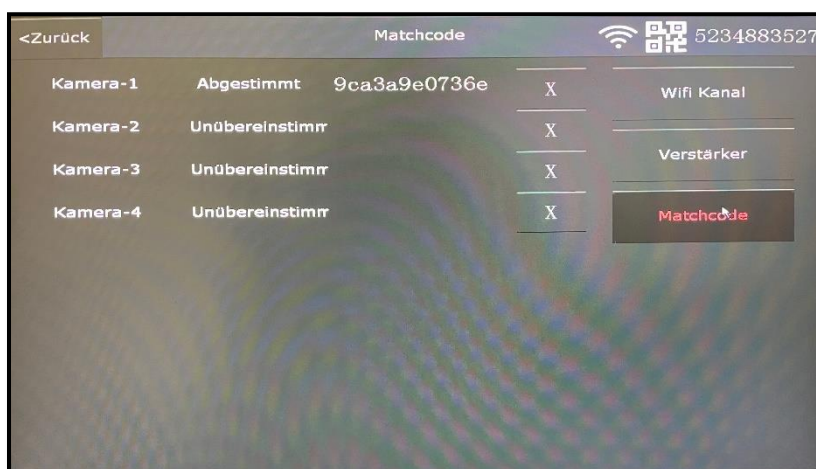 <Zurück Matchcode 5234883527
Kamera-1 Abgestimmt 9ca3a9e0736e X Wifi Kanal
Kamera-2 Unübereinstimm X
Kamera-3 Unübereinstimm X Verstärker
Kamera-4 Unübereinstimm X Matchcode